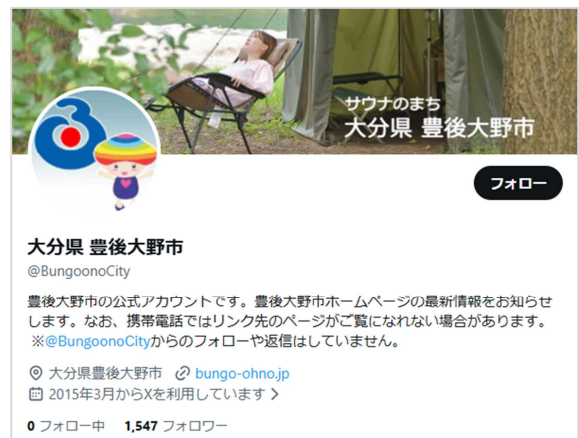 サウナのまち
大分県 豊後大野市
フォロー
大分県 豊後大野市
@BungoonoCity
豊後大野市の公式アカウントです。豊後大野市ホームページの最新情報をお知らせ
します。なお、携帯電話ではリンク先のページがご覧になれない場合があります。
※@BungoonoCityからのフォローや返信はしていません。
大分県豊後大野市 bungo-ohno.jp
2015年3月からXを利用しています
0 フォロー中 1,547 フォロワー